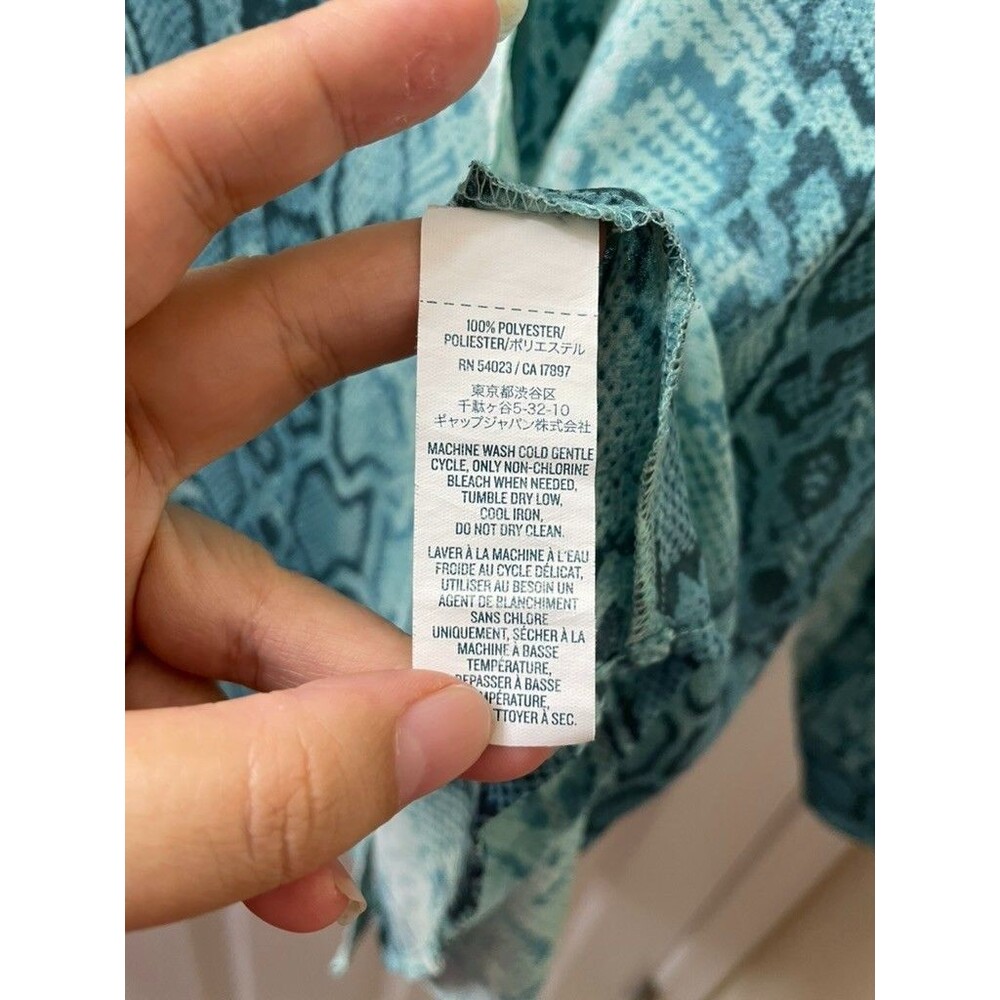 100% POLYESTER/
POLIESTER/ポリエステル
RN 54023 / CA 17897
東京都渋谷区
千駄ヶ谷5-32-10
ギャップジャパン株式会社
MACHINE WASH COLD GENTLE
CYCLE, ONLY NON-CHLORINE
BLEACH WHEN NEEDED,
TUMBLE DRY LOW,
COOL IRON,
DO NOT DRY CLEAN.
LAVER À LA MACHINE À L'EAU
FROIDE AU CYCLE DÉLICAT,
UTILISER AU BESOIN UN
AGENT DE BLANCHIMENT
SANS CHLORE
UNIQUEMENT, SÉCHER À LA
MACHINE À BASSE
TEMPÉRATURE,
REPASSER À BASSE
MPÉRATURE,
TTOYER À SEC.